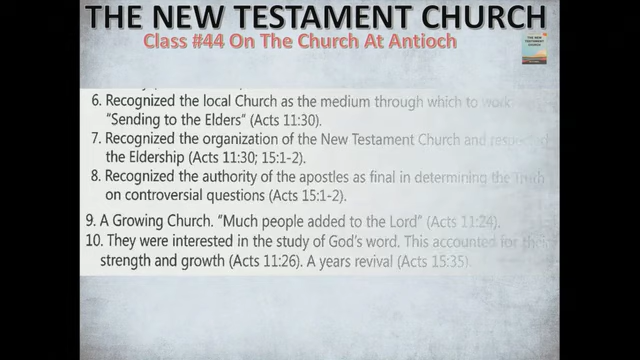 THE NEW TESTAMENT CHURCH
Class #44 On The Church At Antioch
6. Recognized the local Church as the medium through which to work
"Sending to the Elders" (Acts 11:30).
7. Recognized the organization of the New Testament Church and respected
the Eldership (Acts 11:30; 15:1-2).
8. Recognized the authority of the apostles as final in determining the truth
on controversial questions (Acts 15:1-2).
9. A Growing Church. "Much people added to the Lord" (Acts 11:24).
10. They were interested in the study of God's word. This accounted for their
strength and growth (Acts 11:26). A years revival (Acts 15:35)